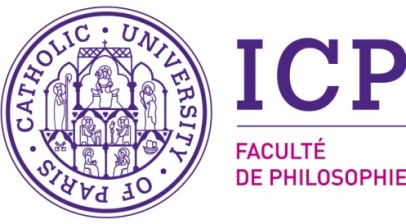 CATHOLIC · UNIVERSITY · OF PARIS ·
ICP
FACULTÉ
DE PHILOSOPHIE